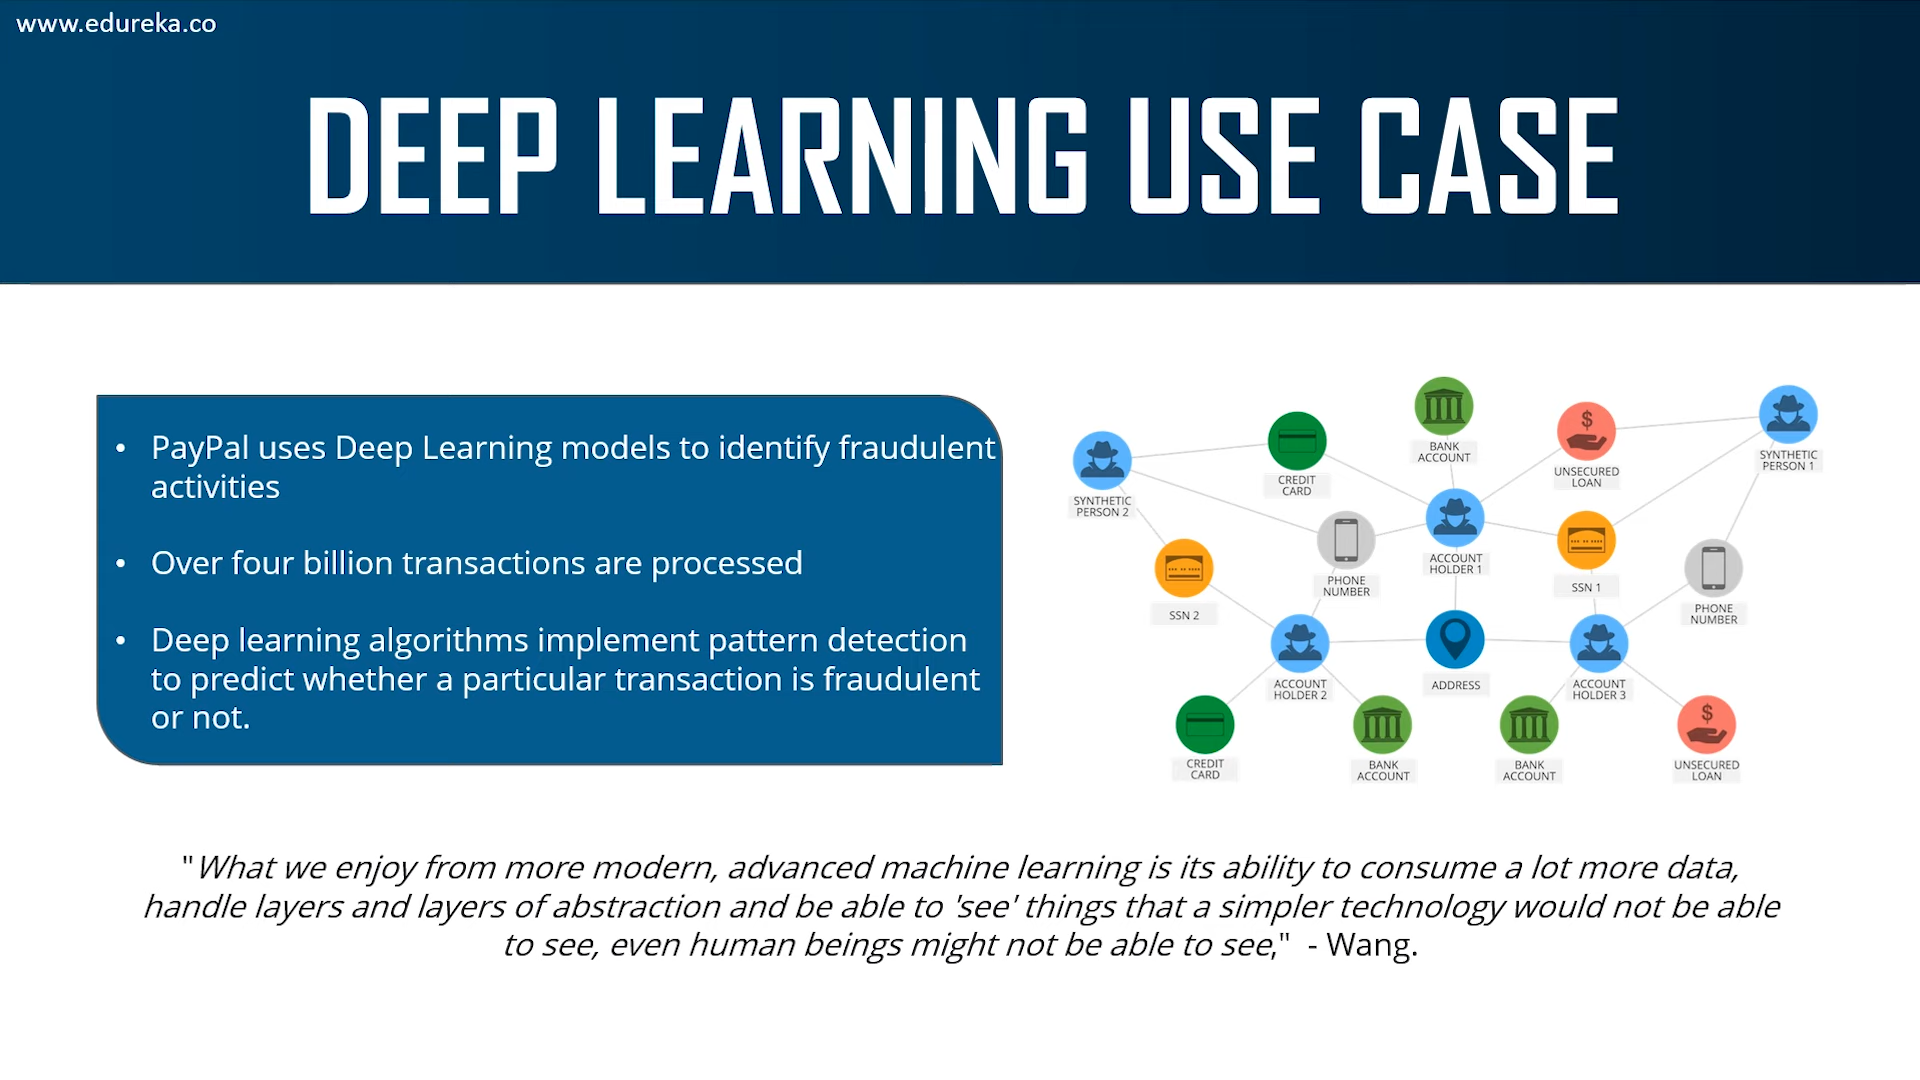 www.edureka.co
DEEP LEARNING USE CASE
• PayPal uses Deep Learning models to identify fraudulent
activities
• Over four billion transactions are processed
• Deep learning algorithms implement pattern detection
to predict whether a particular transaction is fraudulent
or not.
BANK
ACCOUNT
CREDIT
CARD
$
UNSECURED
LOAN
SYNTHETIC
PERSON 1
SYNTHETIC
PERSON 2
ACCOUNT
HOLDER 1
PHONE
NUMBER
SSN 1
PHONE
NUMBER
SSN 2
ACCOUNT
HOLDER 2
ADDRESS
ACCOUNT
HOLDER 3
CREDIT
CARD
BANK
ACCOUNT
BANK
ACCOUNT
$
UNSECURED
LOAN
"What we enjoy from more modern, advanced machine learning is its ability to consume a lot more data,
handle layers and layers of abstraction and be able to 'see' things that a simpler technology would not be able
to see, even human beings might not be able to see," - Wang.